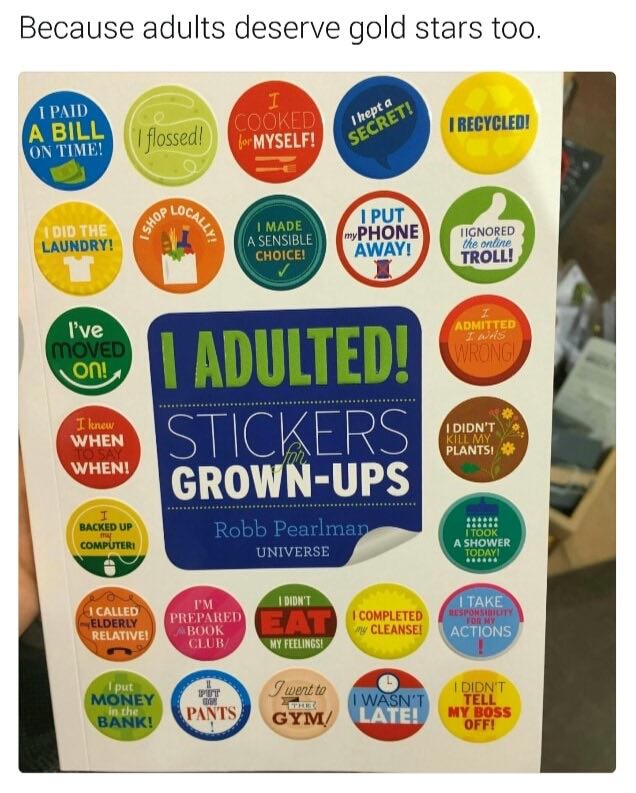 Because adults deserve gold stars too.
I PAID
A BILL
ON TIME!
I flossed!
I
COOKED
for MYSELF!
I kept a
SECRET!
I RECYCLED!
I DID THE
LAUNDRY!
I SHOP LOCALLY!
I MADE
A SENSIBLE
CHOICE!
I PUT
my PHONE
AWAY!
I IGNORED
the online
TROLL!
I've
MOVED
ON!
I ADULTED!
STICKERS
for
GROWN-UPS
Robb Pearlman
UNIVERSE
I
ADMITTED
I WAS
WRONG!
I knew
WHEN
TO SAY
WHEN!
I DIDN'T
KILL MY
PLANTS!
I
BACKED UP
my
COMPUTER!
I TOOK
A SHOWER
TODAY!
I CALLED
my ELDERLY
RELATIVE!
I'M
PREPARED
for BOOK
CLUB!
I DIDN'T
EAT
MY FEELINGS!
I COMPLETED
my CLEANSE!
I TAKE
RESPONSIBILITY
FOR MY
ACTIONS
!
I put
MONEY
in the
BANK!
I
PUT
ON
PANTS
!
I went to
THE
GYM!
I WASN'T
LATE!
I DIDN'T
TELL
MY BOSS
OFF!